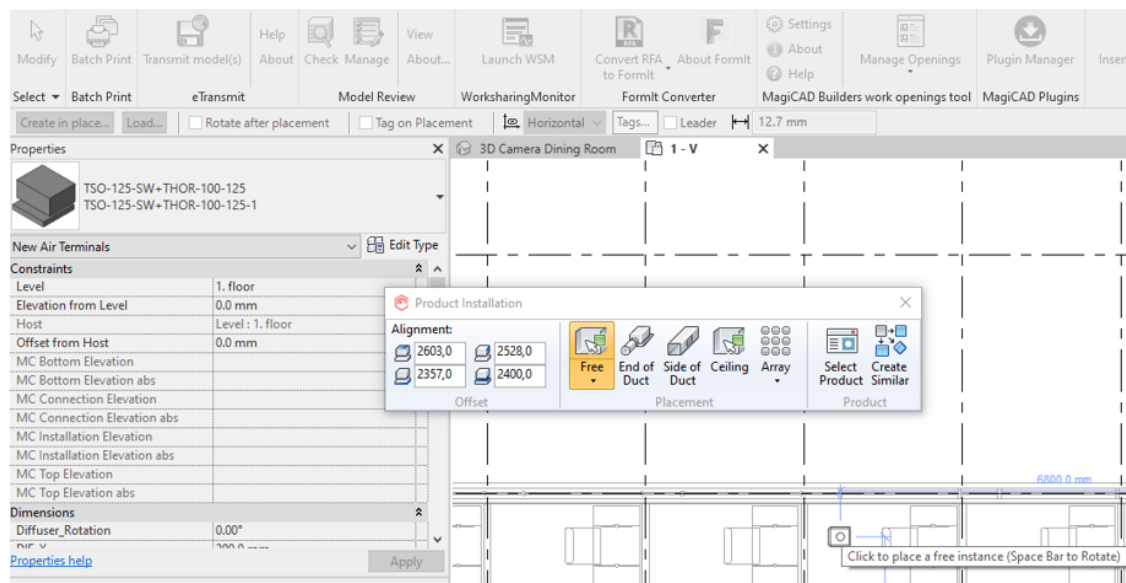 Modify
Batch Print
Transmit model(s)
Help
About
Check
Manage
View
About...
Launch WSM
Convert RFA
to FormIt
About FormIt
Settings
About
Help
Manage Openings
Plugin Manager
Select
Batch Print
eTransmit
Model Review
WorksharingMonitor
FormIt Converter
MagiCAD Builders work openings tool
MagiCAD Plugins
Create in place...
Load...
Rotate after placement
Tag on Placement
Horizontal
Tags...
Leader
12.7 mm
Properties
3D Camera Dining Room
1 - V
TSO-125-SW+THOR-100-125
TSO-125-SW+THOR-100-125-1
New Air Terminals
Edit Type
Constraints
Level 1. floor
Elevation from Level 0.0 mm
Host Level : 1. floor
Offset from Host 0.0 mm
MC Bottom Elevation
MC Bottom Elevation abs
MC Connection Elevation
MC Connection Elevation abs
MC Installation Elevation
MC Installation Elevation abs
MC Top Elevation
MC Top Elevation abs
Dimensions
Diffuser_Rotation 0.00°
Properties help
Apply
Product Installation
Alignment:
2603,0 2528,0
2357,0 2400,0
Offset
Free
End of
Duct
Side of
Duct
Ceiling
Array
Placement
Select
Product
Create
Similar
Product
6800.0 mm
Click to place a free instance (Space Bar to Rotate)